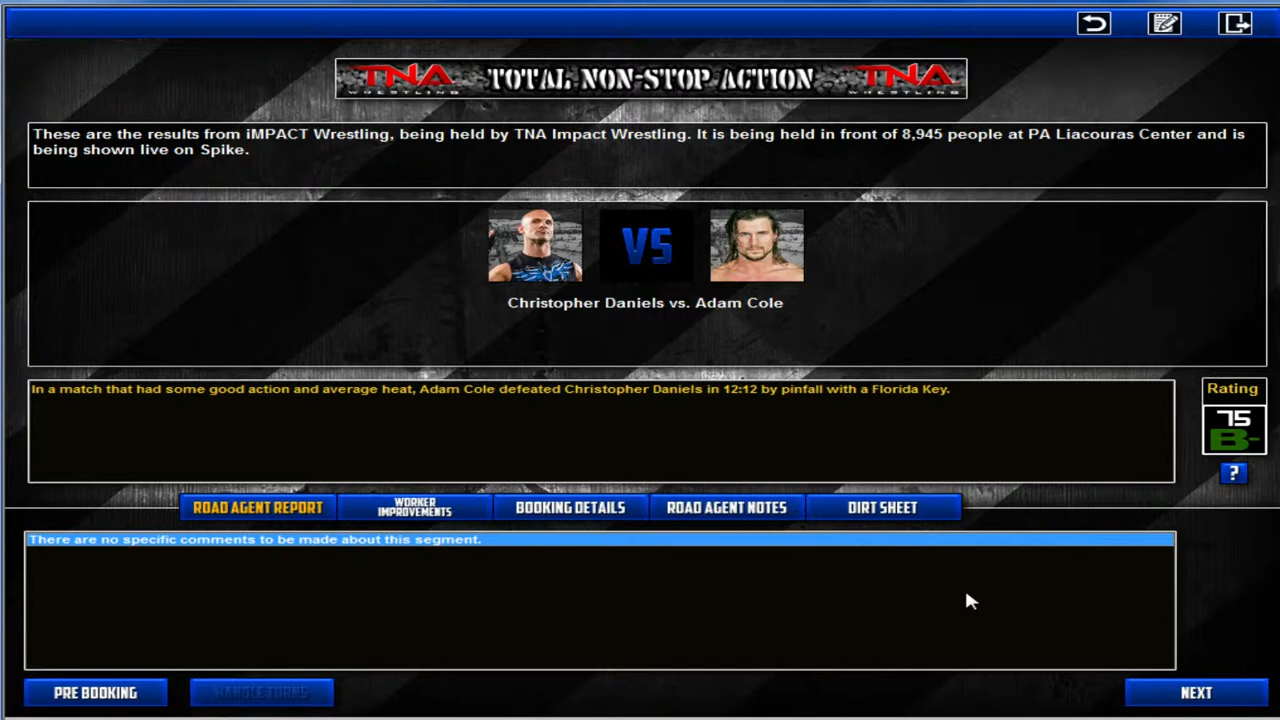 TNA WRESTLING TOTAL NON-STOP ACTION TNA WRESTLING
These are the results from iMPACT Wrestling, being held by TNA Impact Wrestling. It is being held in front of 8,945 people at PA Liacouras Center and is
being shown live on Spike.
VS
Christopher Daniels vs. Adam Cole
In a match that had some good action and average heat, Adam Cole defeated Christopher Daniels in 12:12 by pinfall with a Florida Key.
Rating
75
B-
?
ROAD AGENT REPORT
WORKER
IMPROVEMENTS
BOOKING DETAILS
ROAD AGENT NOTES
DIRT SHEET
There are no specific comments to be made about this segment.
PRE BOOKING
HANDLE TURNS
NEXT